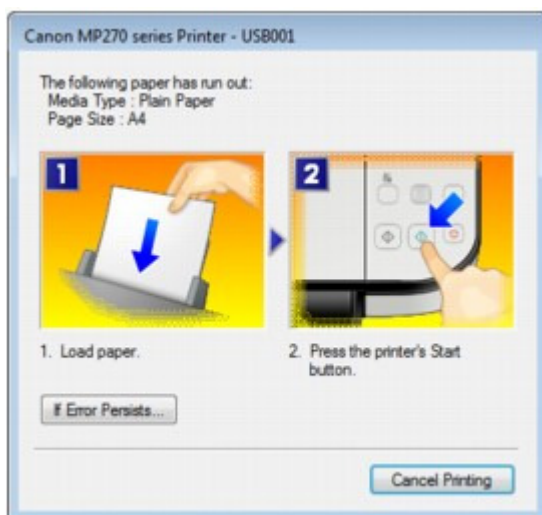 Canon MP270 series Printer - USB001
The following paper has run out:
Media Type : Plain Paper
Page Size : A4
1
2
1. Load paper.
2. Press the printer's Start
button.
If Error Persists...
Cancel Printing